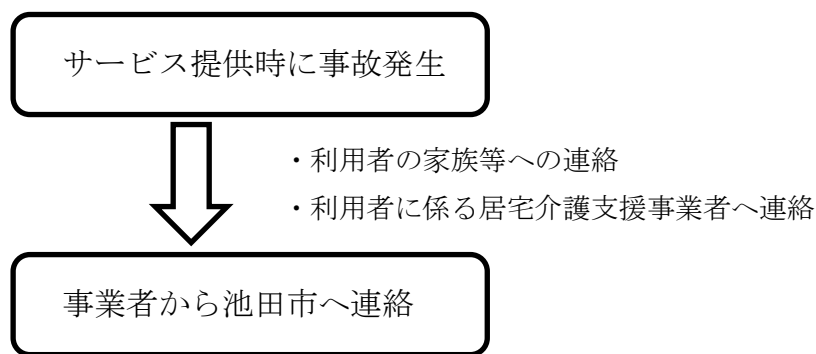 サービス提供時に事故発生
・利用者の家族等への連絡
・利用者に係る居宅介護支援事業者へ連絡
事業者から池田市へ連絡